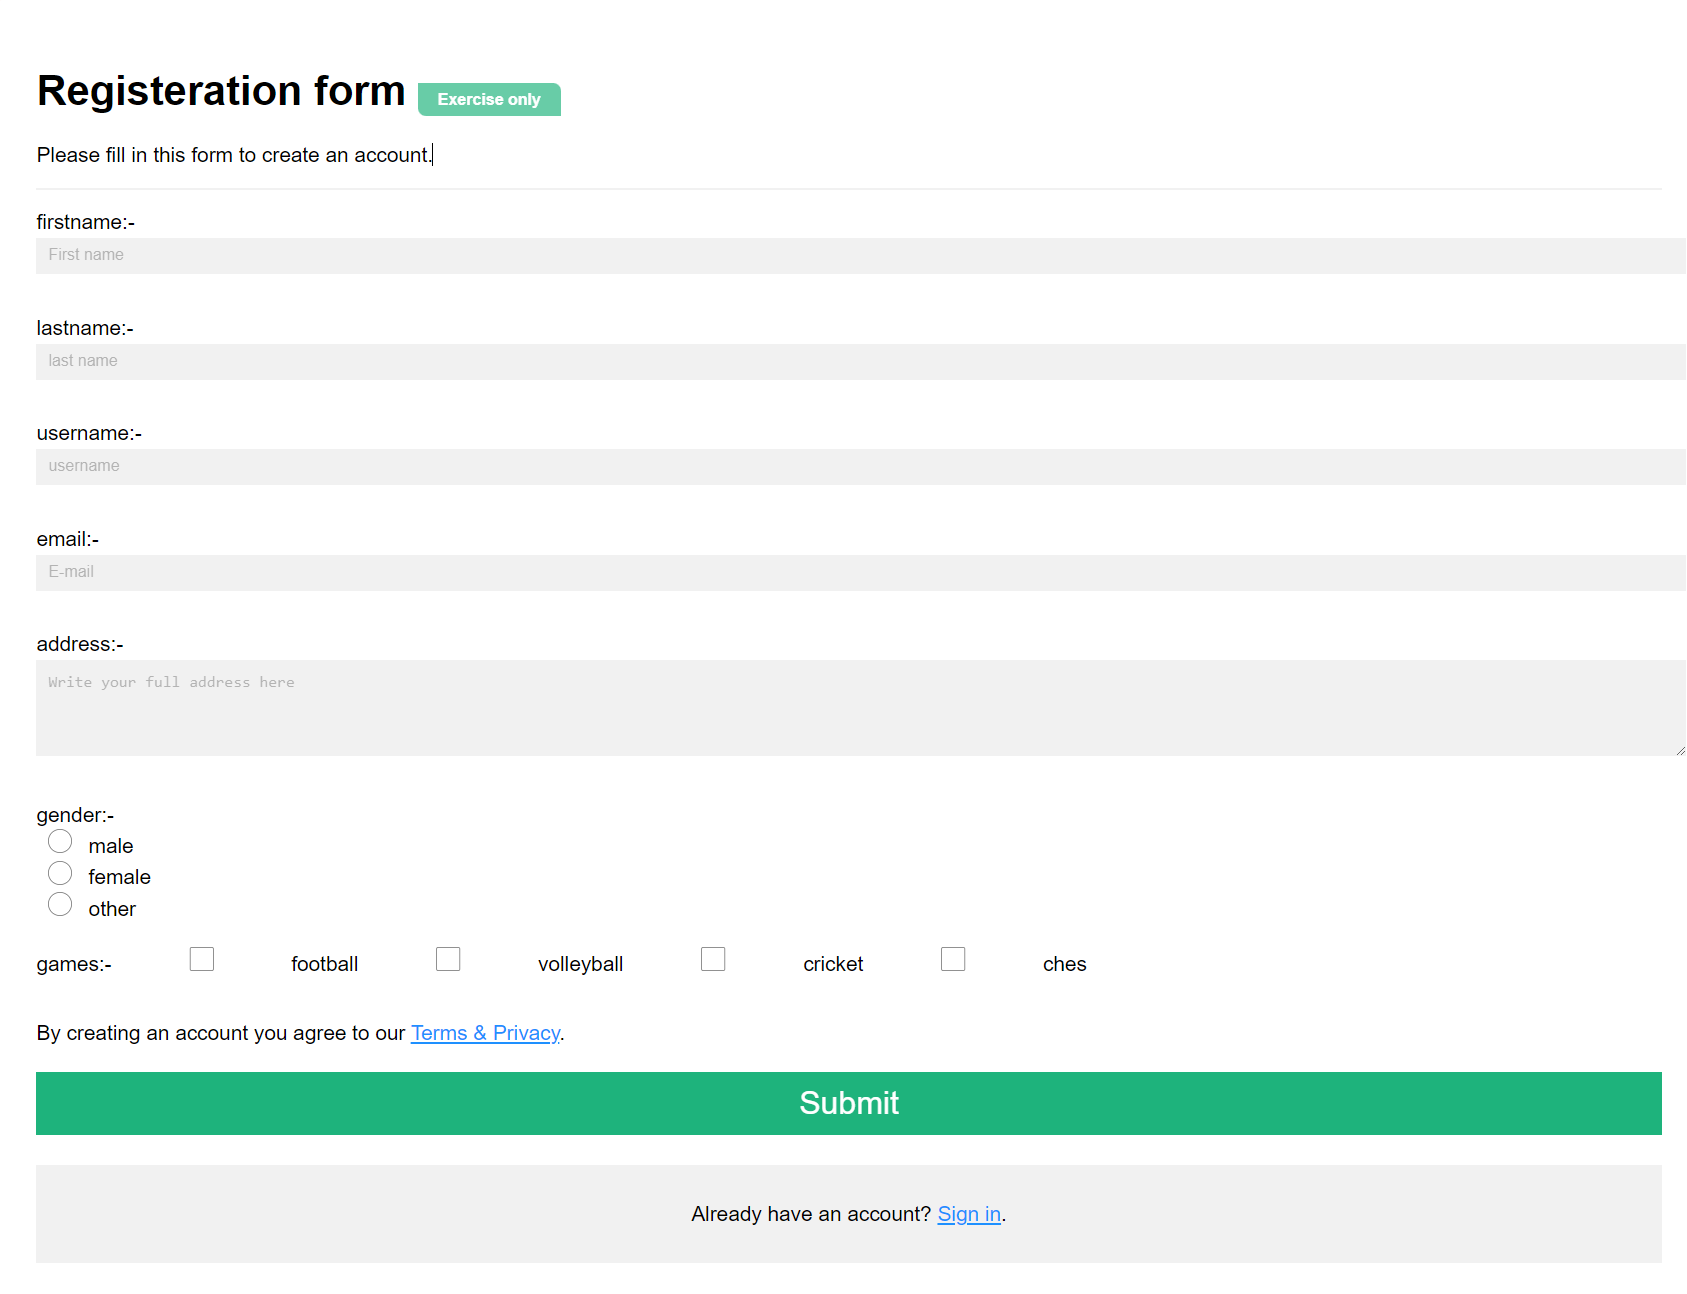 Registeration form Exercise only
Please fill in this form to create an account.
firstname:-
First name
lastname:-
last name
username:-
username
email:-
E-mail
address:-
Write your full address here
gender:-
male
female
other
games:- football volleyball cricket ches
By creating an account you agree to our Terms & Privacy.
Submit
Already have an account? Sign in.